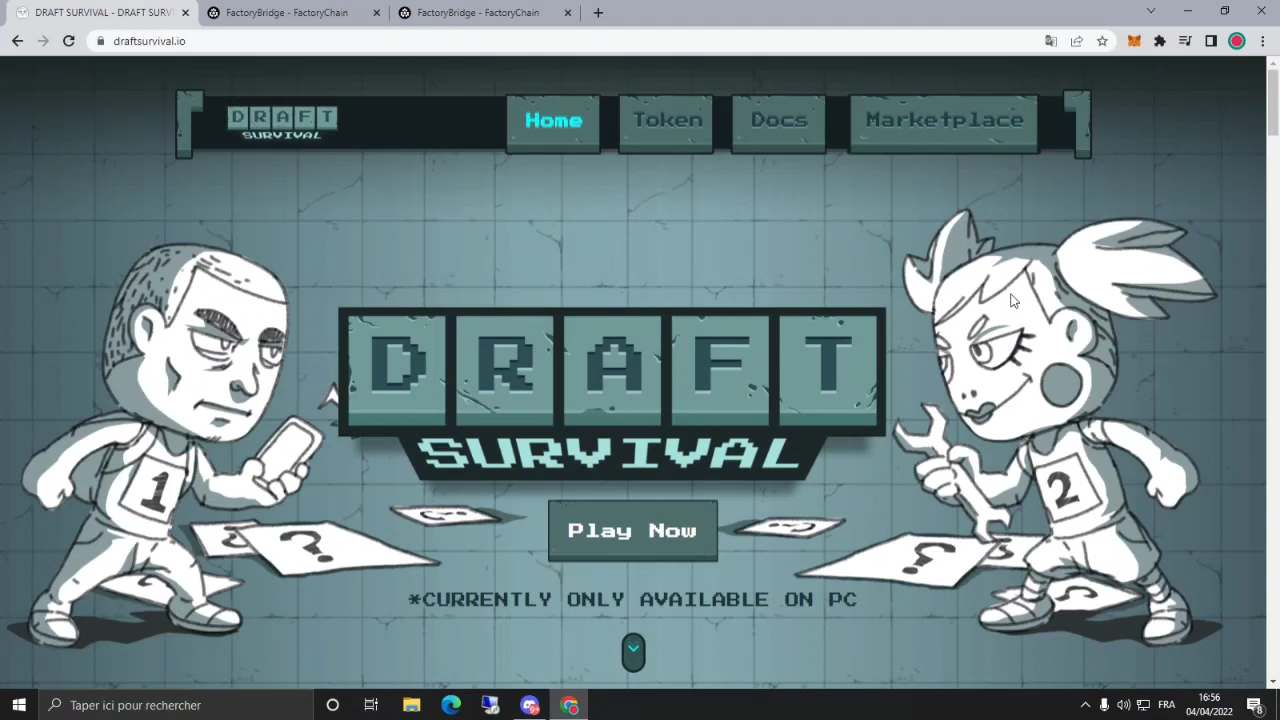 DRAFT SURVIVAL - DRAFT SURV
FactoryBridge - FactoryChain
FactoryBridge - FactoryChain
draftsurvival.io
DRAFT
SURVIVAL
Home
Token
Docs
Marketplace
1
2
DRAFT
SURVIVAL
?
?
Play Now
*CURRENTLY ONLY AVAILABLE ON PC
Taper ici pour rechercher
FRA
16:56
04/04/2022